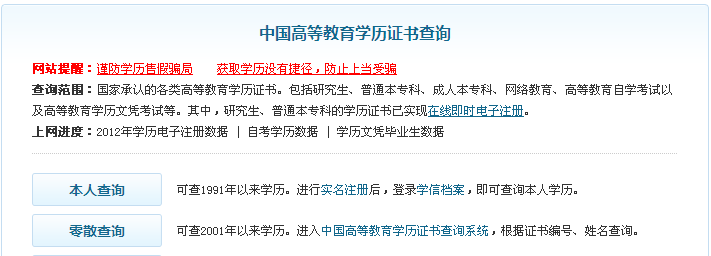 中国高等教育学历证书查询
网站提醒：谨防学历售假骗局 获取学历没有捷径，防止上当受骗
查询范围：国家承认的各类高等教育学历证书。包括研究生、普通本专科、成人本专科、网络教育、高等教育自学考试以
及高等教育学历文凭考试等。其中，研究生、普通本专科的学历证书已实现在线即时电子注册。
上网进度：2012年学历电子注册数据 | 自考学历数据 | 学历文凭毕业生数据
本人查询 可查1991年以来学历。进行实名注册后，登录学信档案，即可查询本人学历。
零散查询 可查2001年以来学历。进入中国高等教育学历证书查询系统，根据证书编号、姓名查询。